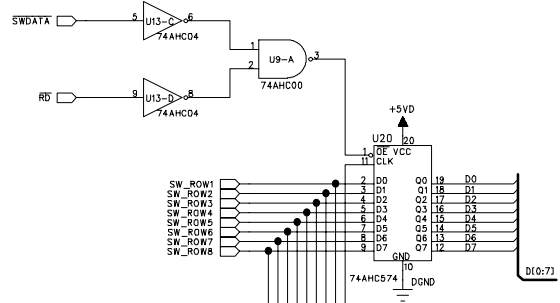 SWDATA 5 U13-C 6
74AHC04
1 U9-A 3
2
74AHC00
RD 9 U13-D 8
74AHC04
+5VD
U20
20
1 OE VCC
11 CLK
SW_ROW1 2 D0 Q0 19 D0
SW_ROW2 3 D1 Q1 18 D1
SW_ROW3 4 D2 Q2 17 D2
SW_ROW4 5 D3 Q3 16 D3
SW_ROW5 6 D4 Q4 15 D4
SW_ROW6 7 D5 Q5 14 D5
SW_ROW7 8 D6 Q6 13 D6
SW_ROW8 9 D7 Q7 12 D7
GND
10
74AHC574
DGND
D[0:7]